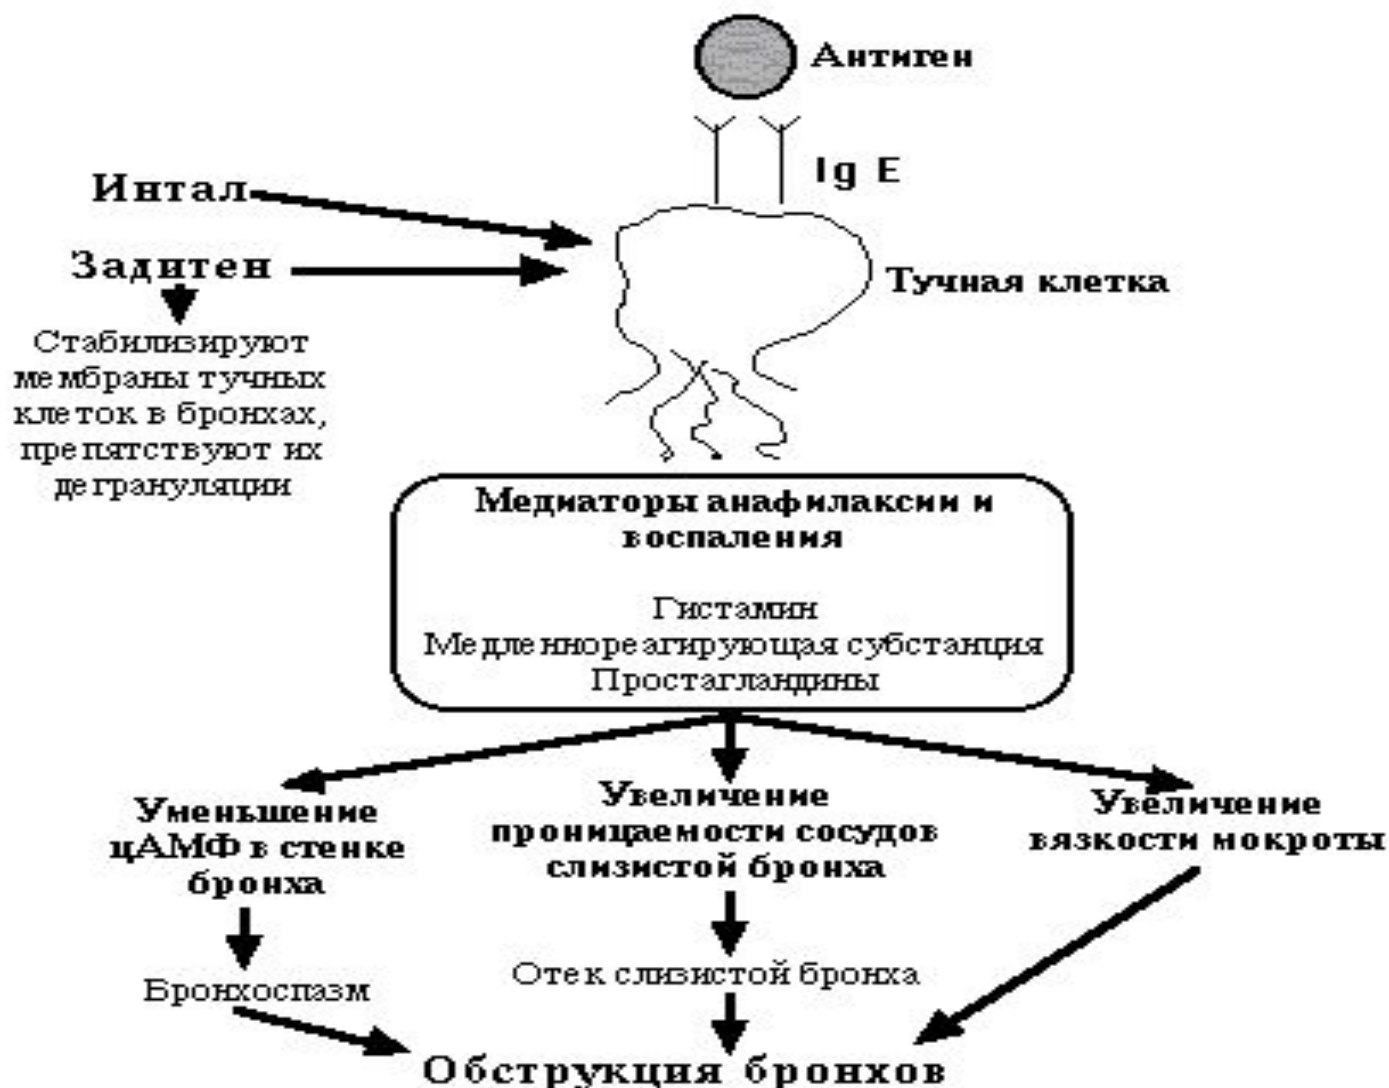 Антиген
Ig E
Интал
Задитен
Тучная клетка
Стабилизируют
мембраны тучных
клеток в бронхах,
препятствуют их
дегрануляции
Медиаторы анафилаксии и
воспаления
Гистамин
Медленнореагирующая субстанция
Простагландины
Уменьшение
цАМФ в стенке
бронха
Увеличение
проницаемости сосудов
слизистой бронха
Увеличение
вязкости мокроты
Бронхоспазм
Отек слизистой бронха
Обструкция бронхов